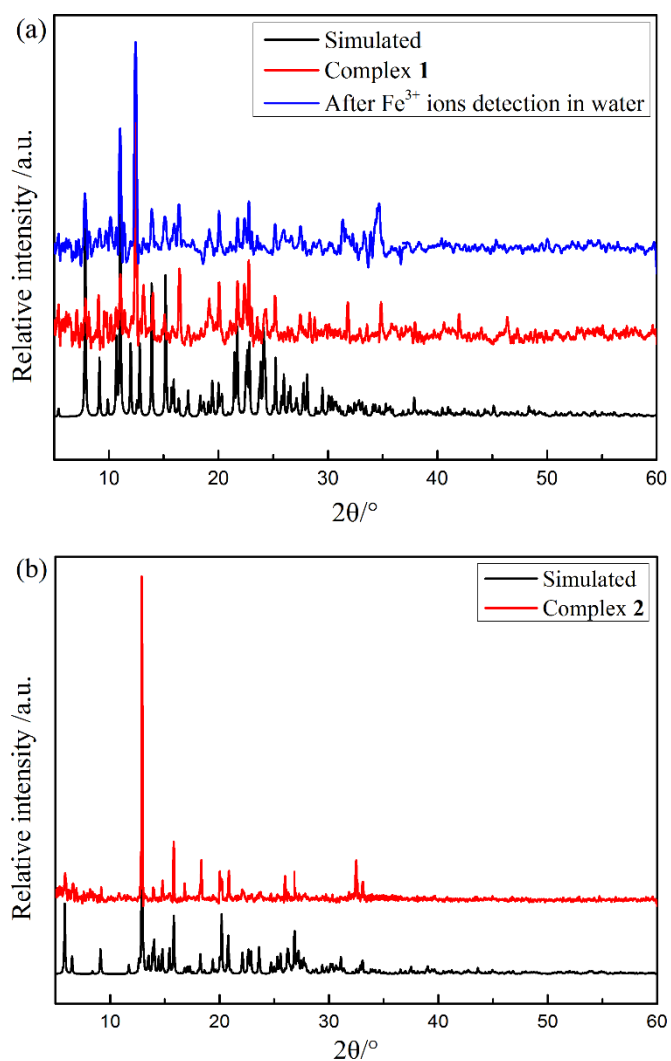 (a)
Simulated
Complex 1
After Fe³⁺ ions detection in water
Relative intensity /a.u.
10 20 30 40 50 60
2θ/°
(b)
Simulated
Complex 2
Relative intensity /a.u.
10 20 30 40 50 60
2θ/°